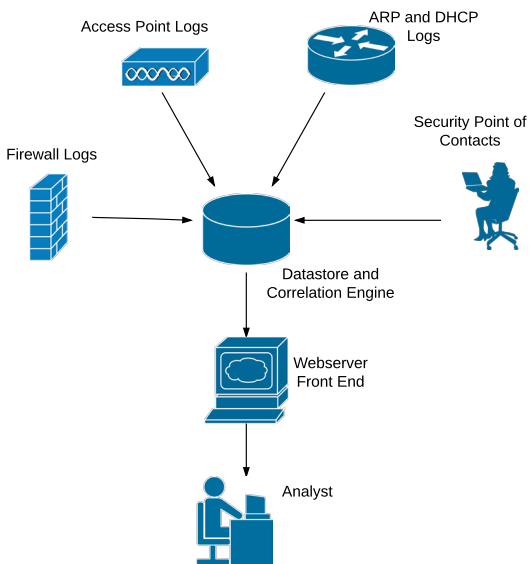 Access Point Logs
ARP and DHCP
Logs
Security Point of
Contacts
Firewall Logs
Datastore and
Correlation Engine
Webserver
Front End
Analyst